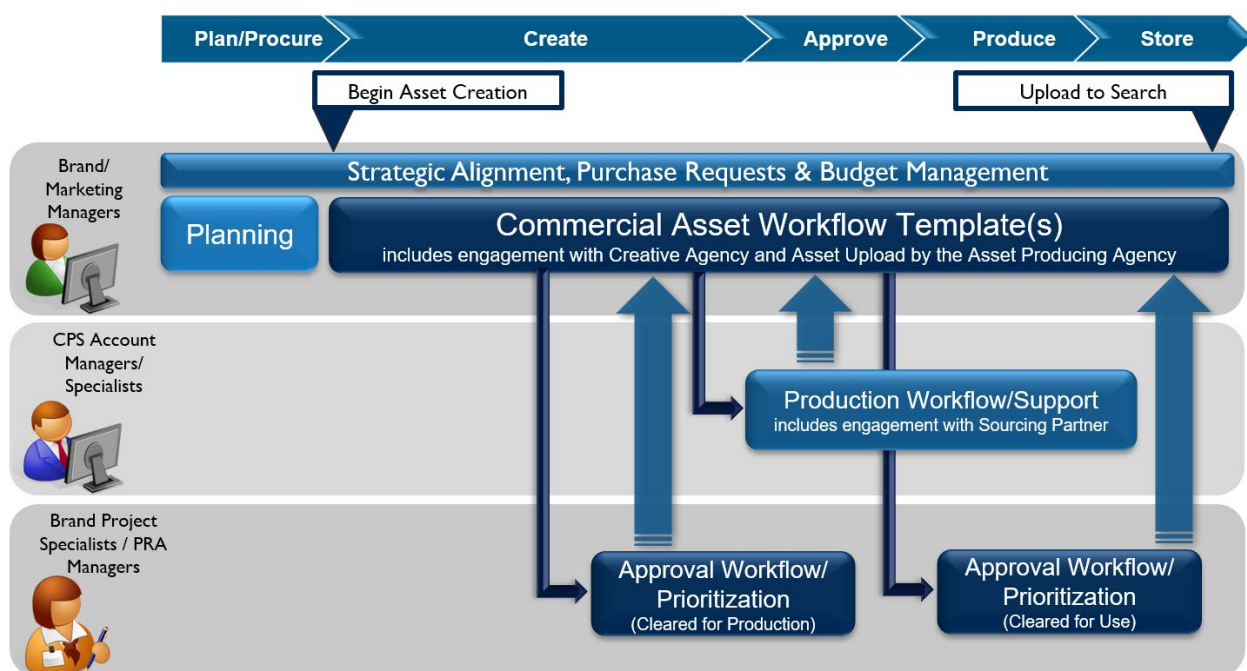 Plan/Procure
Create
Approve
Produce
Store
Begin Asset Creation
Upload to Search
Brand/
Marketing
Managers
Strategic Alignment, Purchase Requests & Budget Management
Planning
Commercial Asset Workflow Template(s)
includes engagement with Creative Agency and Asset Upload by the Asset Producing Agency
CPS Account
Managers/
Specialists
Production Workflow/Support
includes engagement with Sourcing Partner
Brand Project
Specialists / PRA
Managers
Approval Workflow/
Prioritization
(Cleared for Production)
Approval Workflow/
Prioritization
(Cleared for Use)